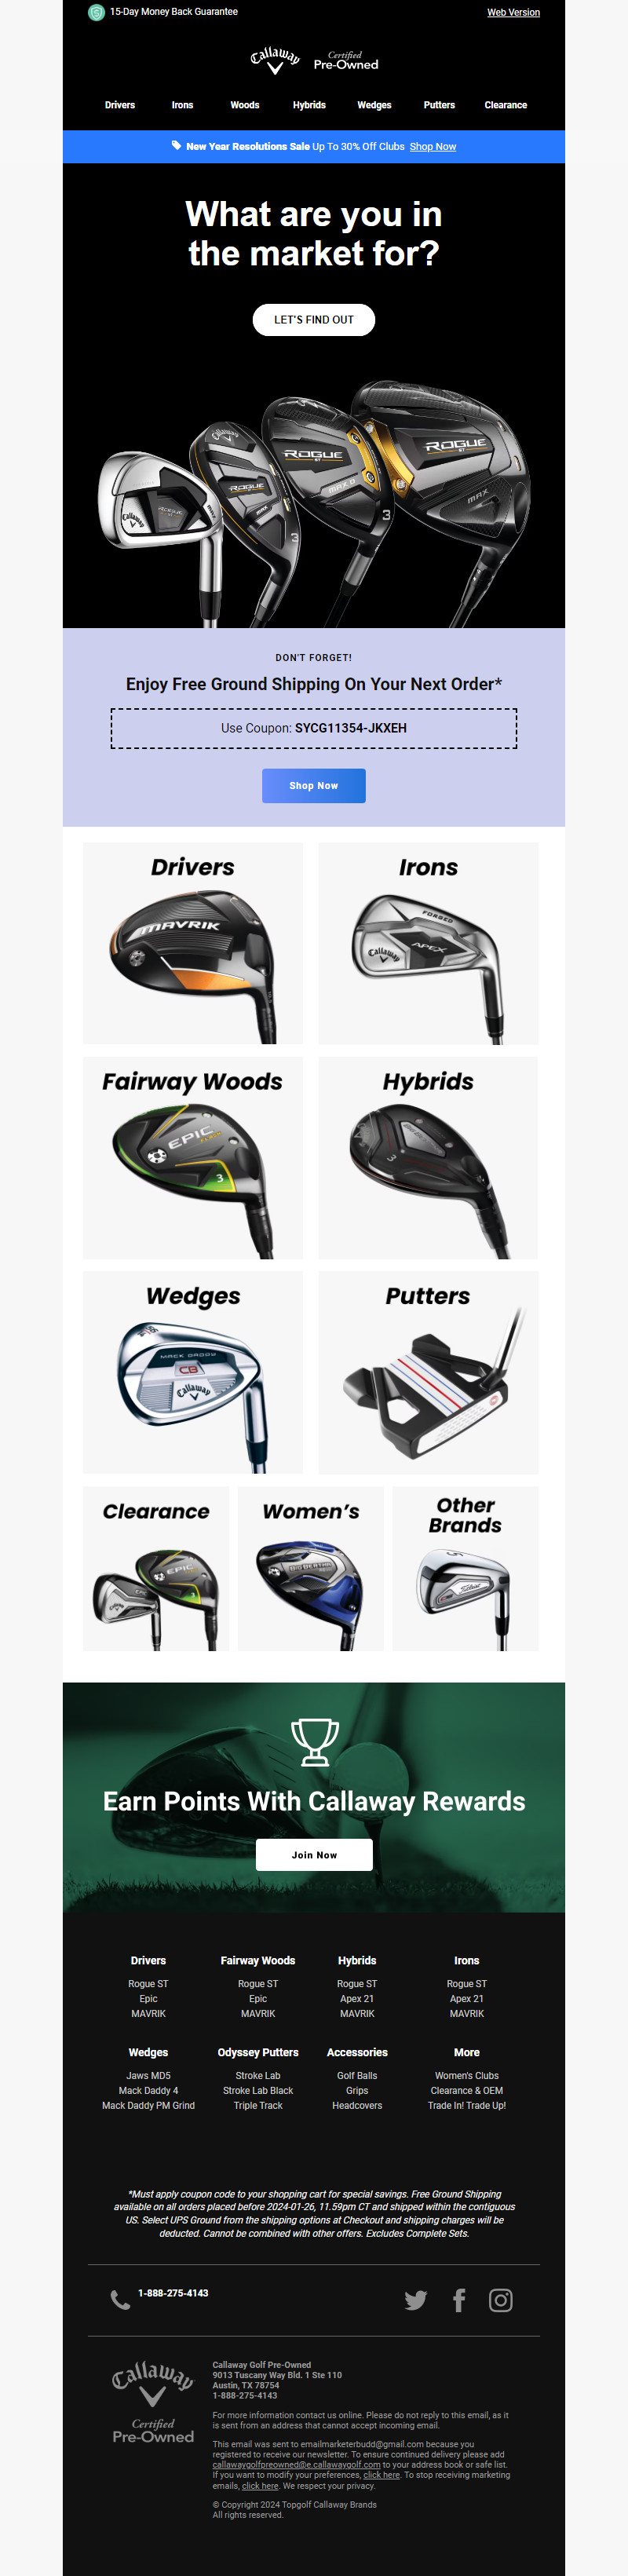 15-Day Money Back Guarantee
Web Version
Callaway
Certified
Pre-Owned
Drivers Irons Woods Hybrids Wedges Putters Clearance
New Year Resolutions Sale Up To 30% Off Clubs Shop Now
What are you in
the market for?
LET'S FIND OUT
Callaway
ROGUE
ROGUE
ST
MAX D
3
ROGUE
ST
MAX
ROGUE
MAX
3
Callaway
DON'T FORGET!
Enjoy Free Ground Shipping On Your Next Order*
Use Coupon: SYCG11354-JKXEH
Shop Now
Drivers
MAVRIK
Irons
FORGED
APEX
Callaway
Fairway Woods
EPIC
3
Hybrids
3
Wedges
MACK DADDY
CB
Callaway
Putters
Clearance
EPIC
Women's
Other
Brands
Titleist
Earn Points With Callaway Rewards
Join Now
Drivers Fairway Woods Hybrids Irons
Rogue ST Rogue ST Rogue ST Rogue ST
Epic Epic Apex 21 Apex 21
MAVRIK MAVRIK MAVRIK MAVRIK
Wedges Odyssey Putters Accessories More
Jaws MD5 Stroke Lab Golf Balls Women's Clubs
Mack Daddy 4 Stroke Lab Black Grips Clearance & OEM
Mack Daddy PM Grind Triple Track Headcovers Trade In! Trade Up!
*Must apply coupon code to your shopping cart for special savings. Free Ground Shipping
available on all orders placed before 2024-01-26, 11.59pm CT and shipped within the contiguous
US. Select UPS Ground from the shipping options at Checkout and shipping charges will be
deducted. Cannot be combined with other offers. Excludes Complete Sets.
1-888-275-4143
Callaway
Certified
Pre-Owned
Callaway Golf Pre-Owned
9013 Tuscany Way Bld. 1 Ste 110
Austin, TX 78754
1-888-275-4143
For more information contact us online. Please do not reply to this email, as it
is sent from an address that cannot accept incoming email.
This email was sent to emailmarketerbudd@gmail.com because you
registered to receive our newsletter. To ensure continued delivery please add
callawaygolfpreowned@e.callawaygolf.com to your address book or safe list.
If you want to modify your preferences, click here. To stop receiving marketing
emails, click here. We respect your privacy.
© Copyright 2024 Topgolf Callaway Brands
All rights reserved.